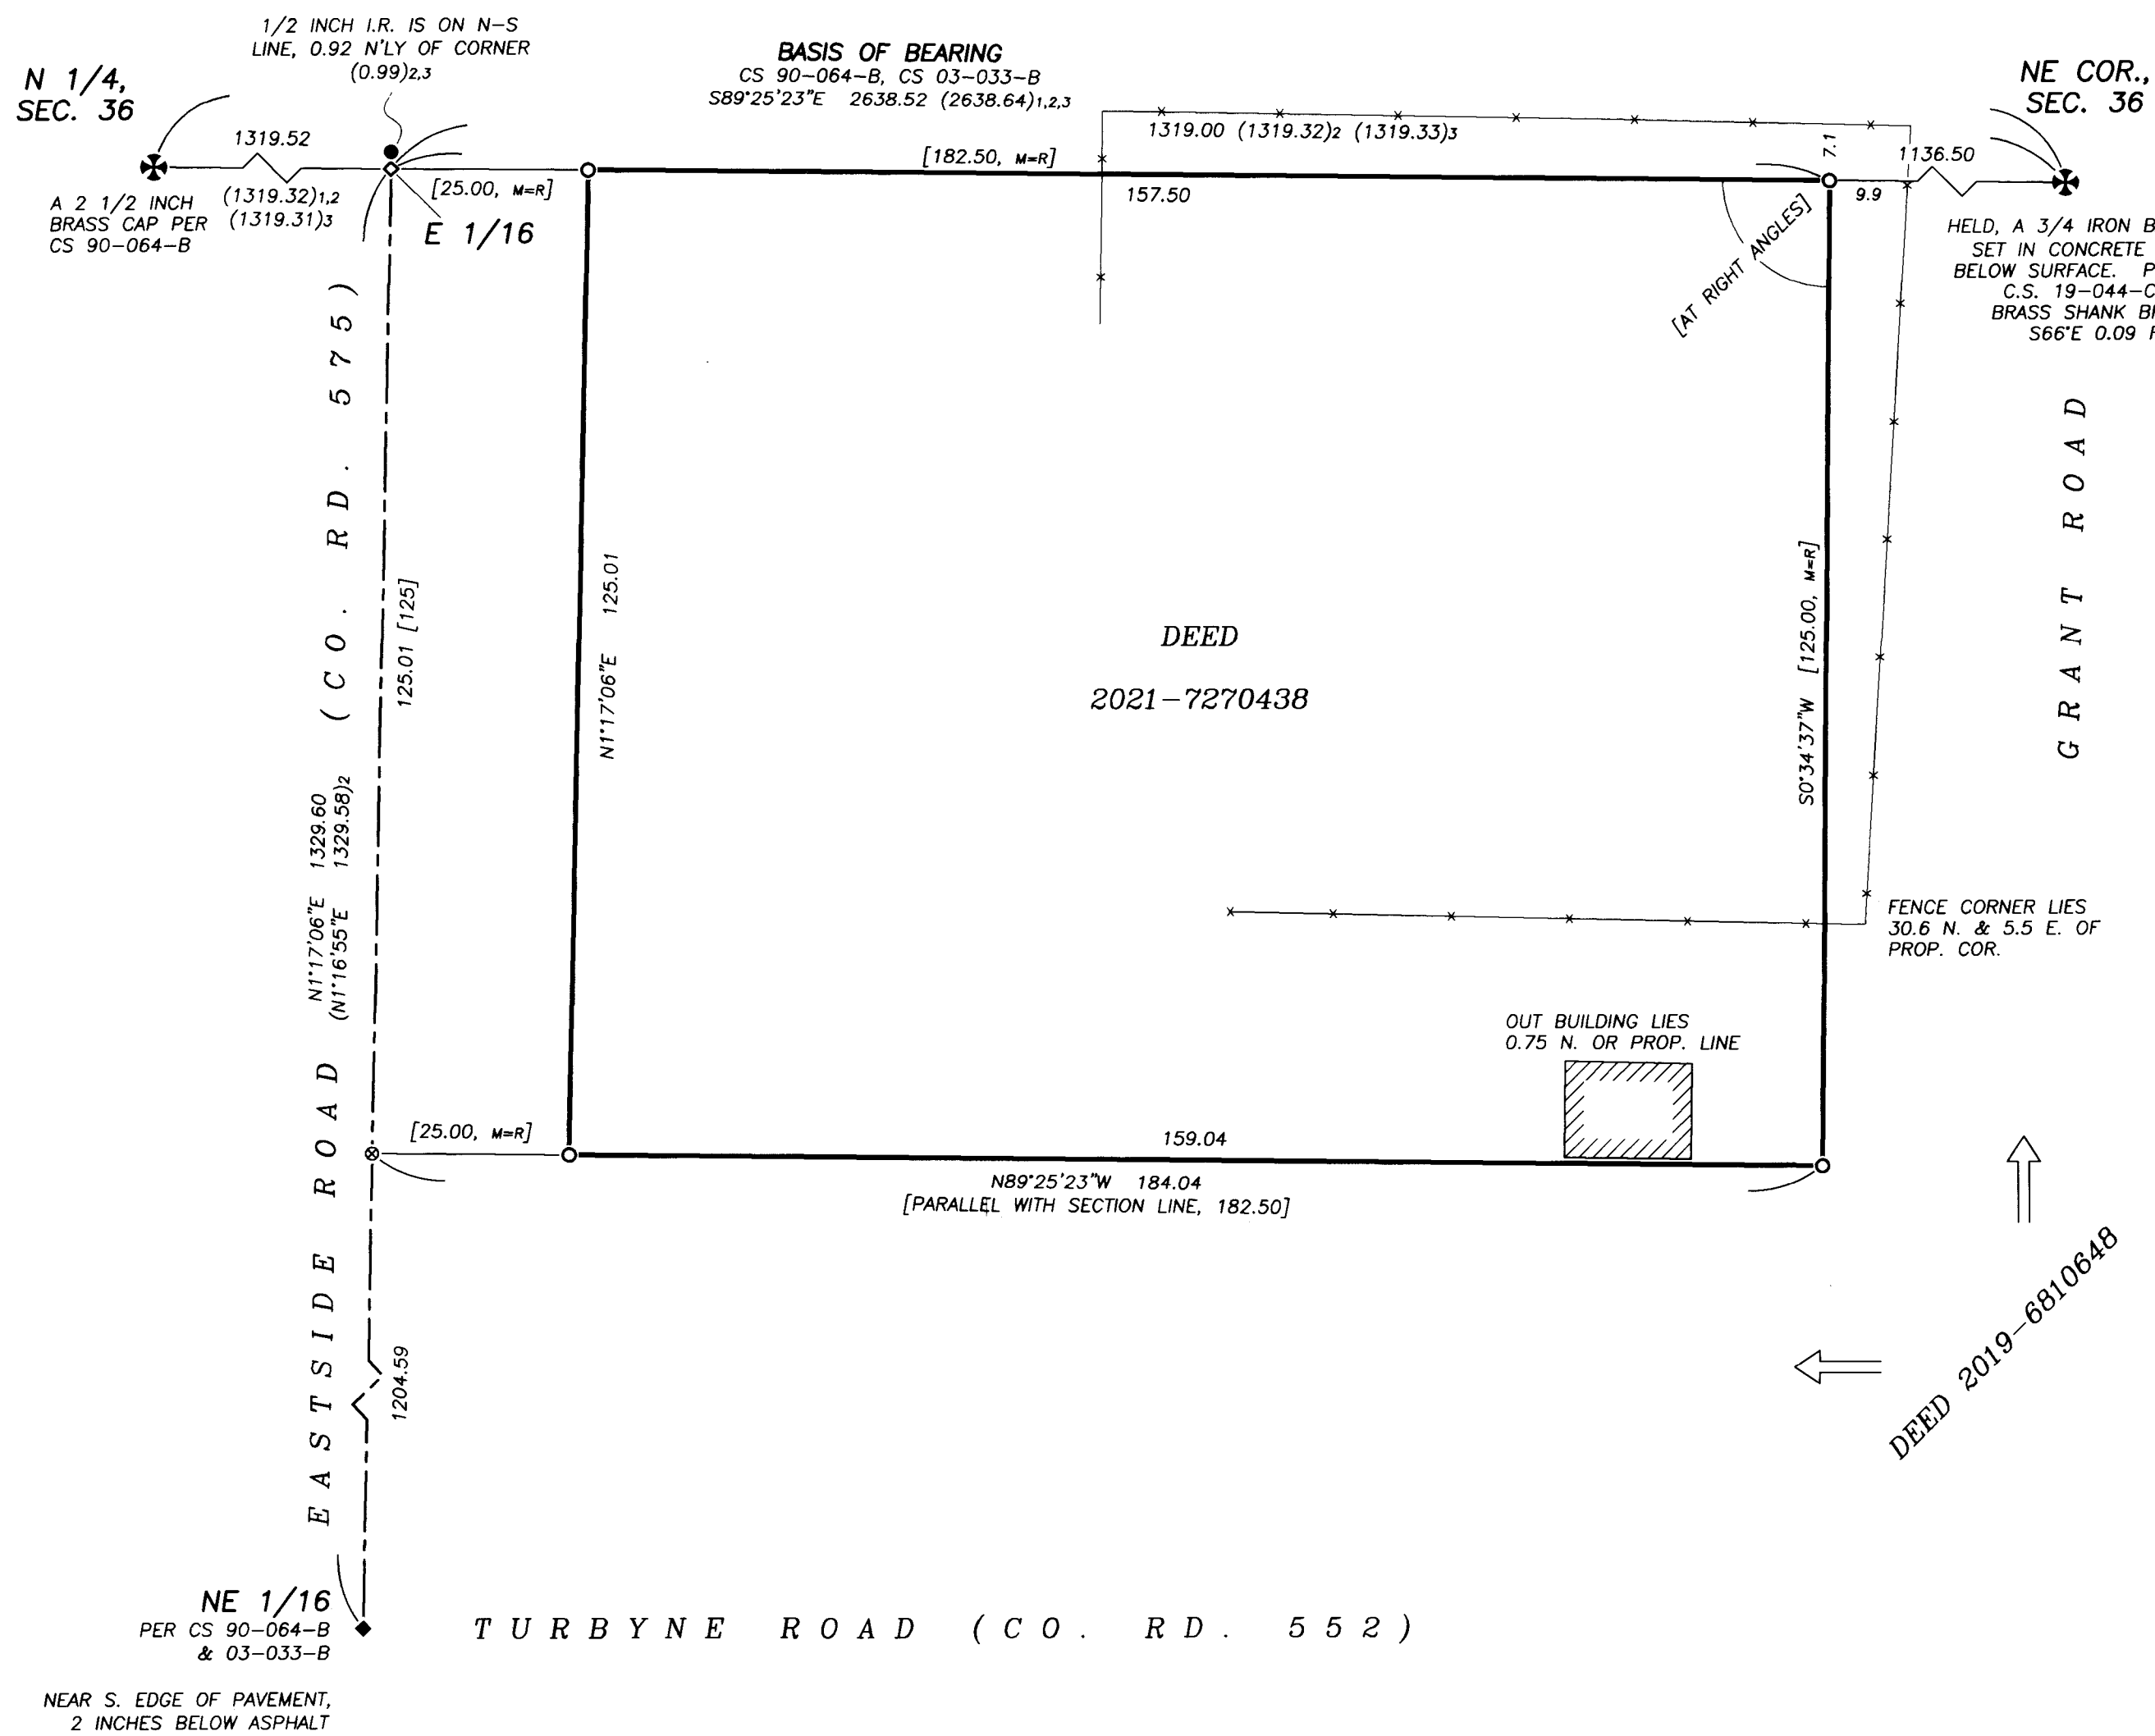 1/2 INCH I.R. IS ON N-S
LINE, 0.92 N'LY OF CORNER
(0.99)2,3
BASIS OF BEARING
CS 90-064-B, CS 03-033-B
S89°25'23"E 2638.52 (2638.64)1,2,3
N 1/4,
SEC. 36
NE COR.,
SEC. 36
1319.52
(1319.32)1,2
(1319.31)3
A 2 1/2 INCH
BRASS CAP PER
CS 90-064-B
[25.00, M=R]
E 1/16
[182.50, M=R]
157.50
1319.00 (1319.32)2 (1319.33)3
7.1
1136.50
9.9
[AT RIGHT ANGLES]
HELD, A 3/4 IRON B
SET IN CONCRETE
BELOW SURFACE. P
C.S. 19-044-C
BRASS SHANK B
S66°E 0.09
EASTSIDE ROAD (CO. RD. 575)
125.01 [125]
N1°17'06"E 125.01
N1°17'06"E 1329.60
(N1°16'55"E 1329.58)2
DEED
2021-7270438
S0°34'37"W [125.00, M=R]
GRANT ROAD
FENCE CORNER LIES
30.6 N. & 5.5 E. OF
PROP. COR.
OUT BUILDING LIES
0.75 N. OR PROP. LINE
[25.00, M=R]
159.04
N89°25'23"W 184.04
[PARALLEL WITH SECTION LINE, 182.50]
DEED 2019-6810648
1204.59
NE 1/16
PER CS 90-064-B
& 03-033-B
NEAR S. EDGE OF PAVEMENT,
2 INCHES BELOW ASPHALT
TURBYNE ROAD (CO. RD. 552)